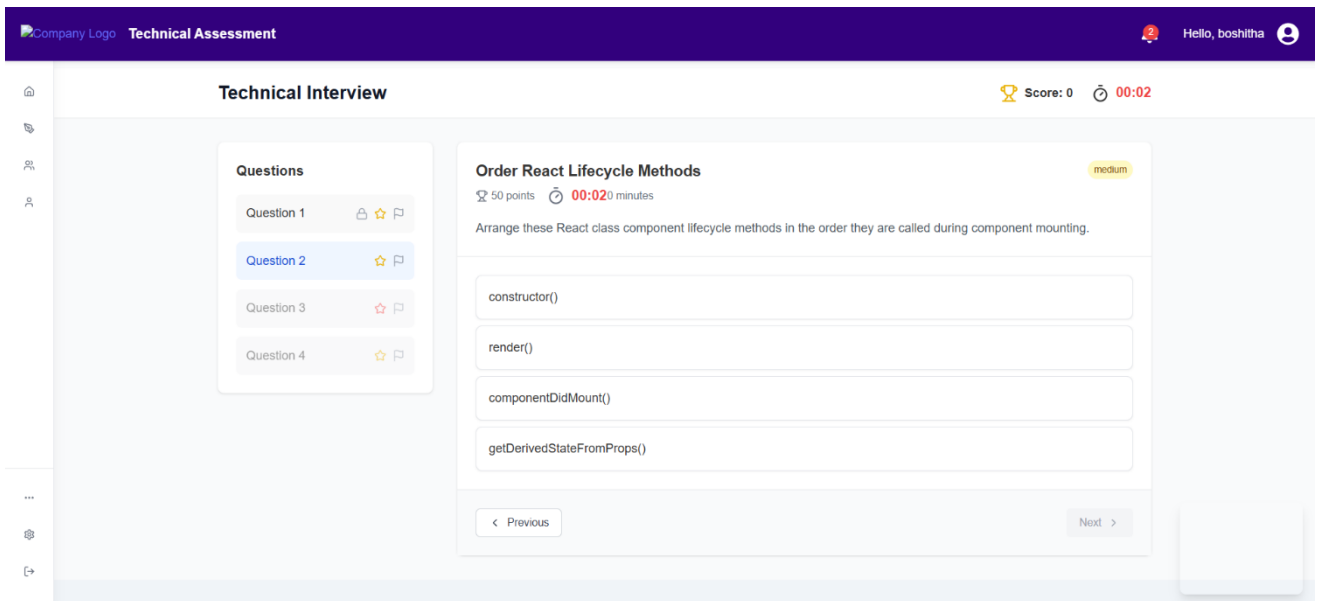 Company Logo Technical Assessment 2 Hello, boshitha
Technical Interview Score: 0 00:02
Questions
Question 1
Question 2
Question 3
Question 4
Order React Lifecycle Methods medium
50 points 00:020 minutes
Arrange these React class component lifecycle methods in the order they are called during component mounting.
constructor()
render()
componentDidMount()
getDerivedStateFromProps()
Previous Next